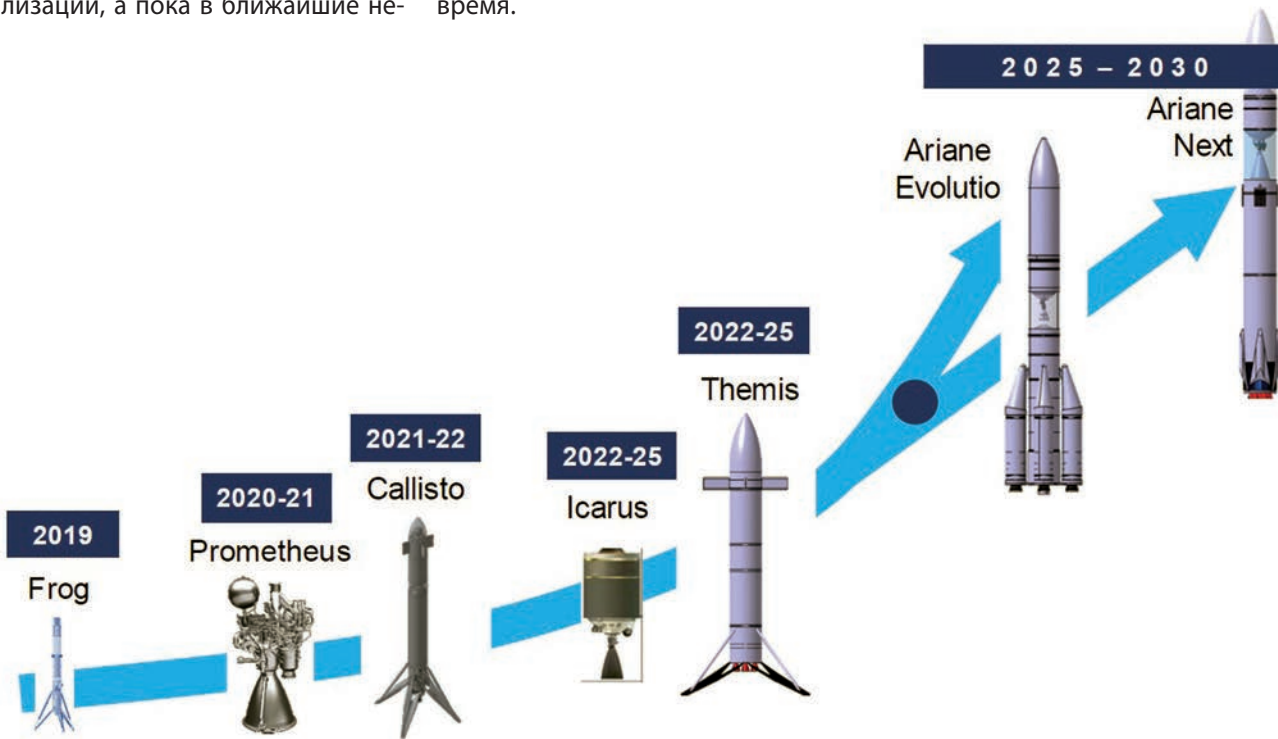 лизации, а пока в ближайшие не-
время.
2025 – 2030
Ariane
Next
Ariane
Evolutio
2022-25
Themis
2022-25
Icarus
2021-22
Callisto
2020-21
Prometheus
2019
Frog